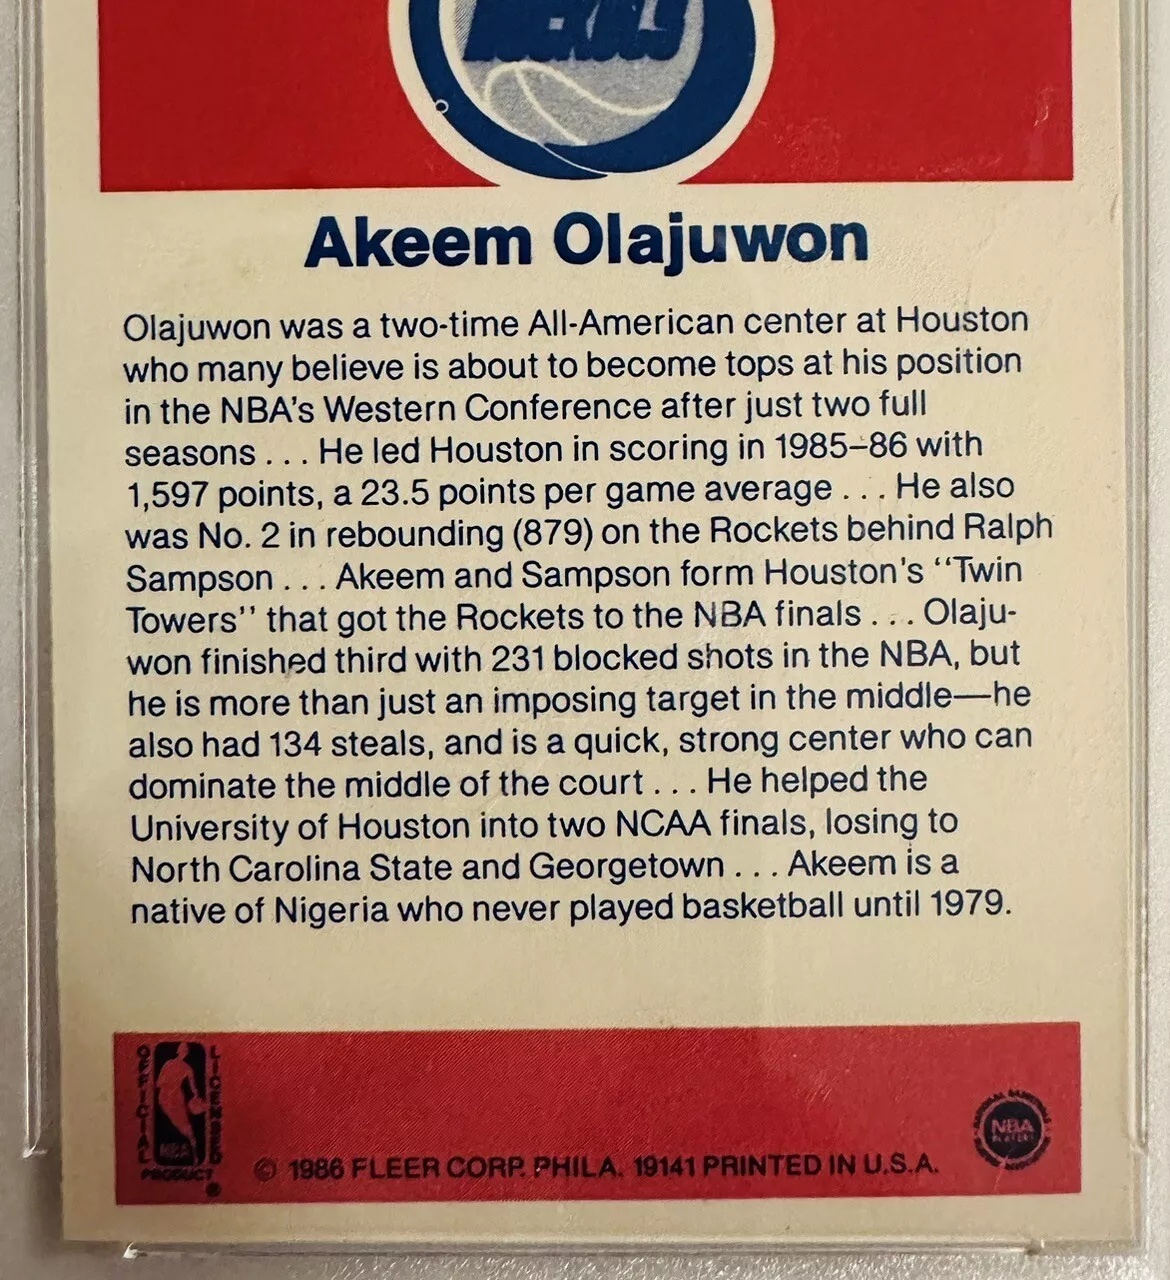 Akeem Olajuwon
Olajuwon was a two-time All-American center at Houston
who many believe is about to become tops at his position
in the NBA's Western Conference after just two full
seasons . . . He led Houston in scoring in 1985–86 with
1,597 points, a 23.5 points per game average . . . He also
was No. 2 in rebounding (879) on the Rockets behind Ralph
Sampson . . . Akeem and Sampson form Houston's ‘‘Twin
Towers’’ that got the Rockets to the NBA finals . . . Olaju-
won finished third with 231 blocked shots in the NBA, but
he is more than just an imposing target in the middle—he
also had 134 steals, and is a quick, strong center who can
dominate the middle of the court . . . He helped the
University of Houston into two NCAA finals, losing to
North Carolina State and Georgetown . . . Akeem is a
native of Nigeria who never played basketball until 1979.
OFFICIAL
LICENSED
NBA
PRODUCT
© 1986 FLEER CORP. PHILA. 19141 PRINTED IN U.S.A.
NBA
PLAYERS